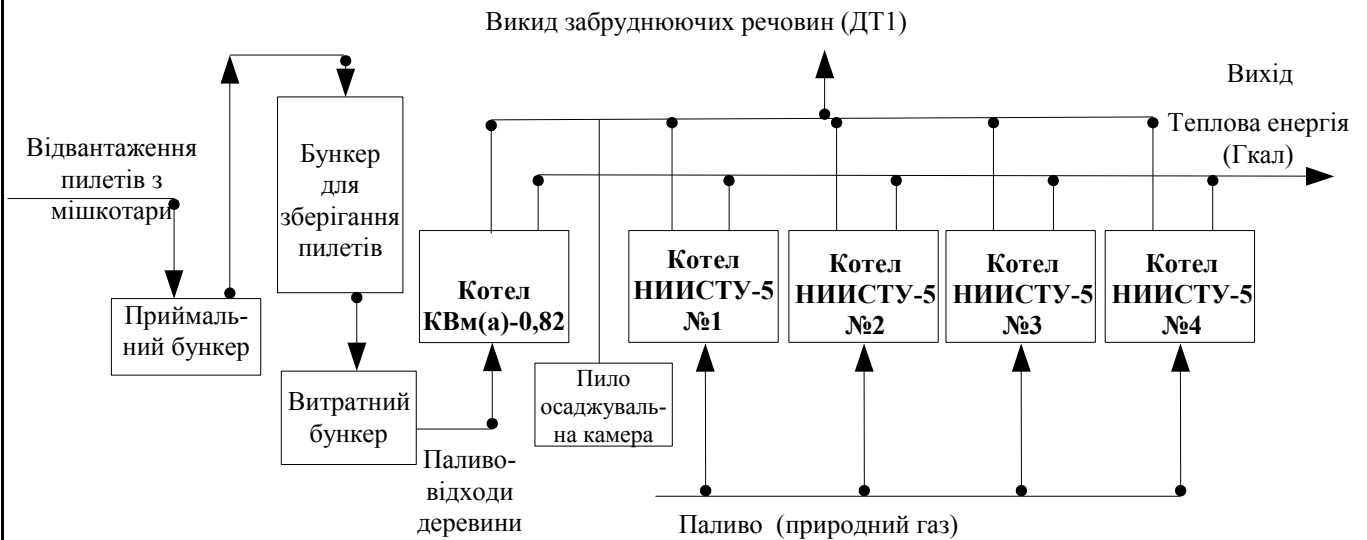 Викид забруднюючих речовин (ДТ1)
Вихід
Теплова енергія
(Гкал)
Відвантаження
пилетів з
мішкотари
Бункер
для
зберігання
пилетів
Приймаль-
ний бункер
Витратний
бункер
Котел
КВм(а)-0,82
Котел
НИИСТУ-5
№1
Котел
НИИСТУ-5
№2
Котел
НИИСТУ-5
№3
Котел
НИИСТУ-5
№4
Пило
осаджуваль-
на камера
Паливо-
відходи
деревини
Паливо (природний газ)